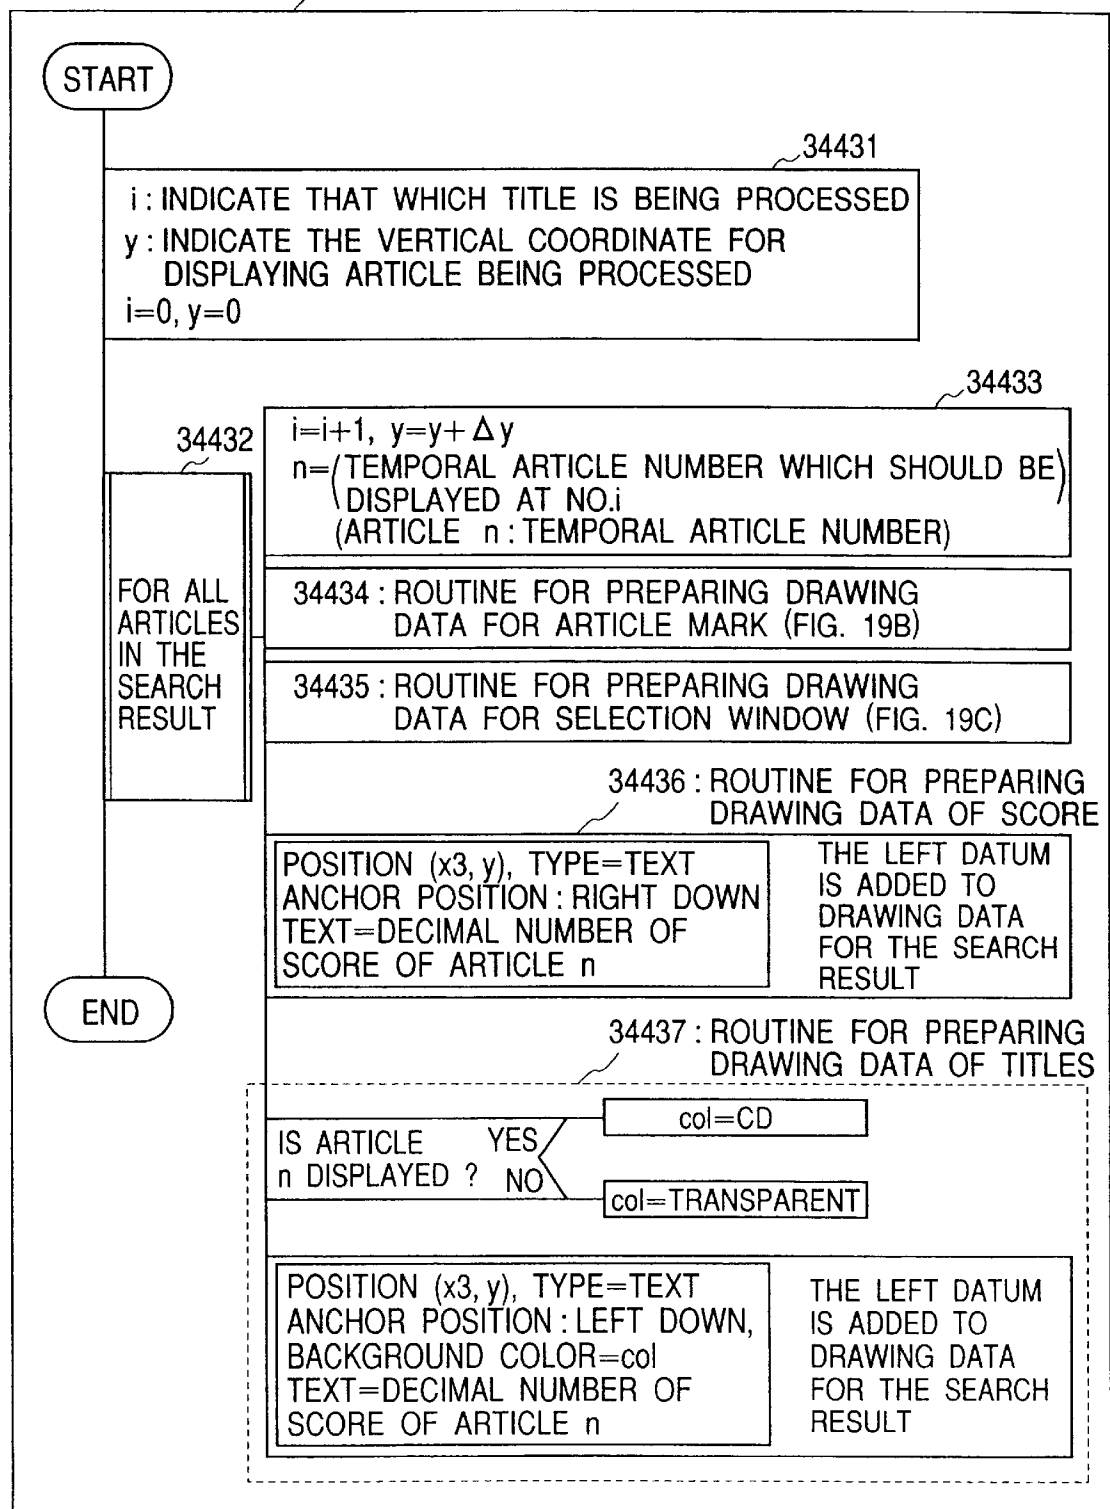 START
34431
i : INDICATE THAT WHICH TITLE IS BEING PROCESSED
y : INDICATE THE VERTICAL COORDINATE FOR
DISPLAYING ARTICLE BEING PROCESSED
i=0, y=0
34433
i=i+1, y=y+Δy
n=(TEMPORAL ARTICLE NUMBER WHICH SHOULD BE)
DISPLAYED AT NO.i
(ARTICLE n : TEMPORAL ARTICLE NUMBER)
34432
FOR ALL
ARTICLES
IN THE
SEARCH
RESULT
34434 : ROUTINE FOR PREPARING DRAWING
DATA FOR ARTICLE MARK (FIG. 19B)
34435 : ROUTINE FOR PREPARING DRAWING
DATA FOR SELECTION WINDOW (FIG. 19C)
34436 : ROUTINE FOR PREPARING
DRAWING DATA OF SCORE
POSITION (x3, y), TYPE=TEXT
ANCHOR POSITION : RIGHT DOWN
TEXT=DECIMAL NUMBER OF
SCORE OF ARTICLE n
THE LEFT DATUM
IS ADDED TO
DRAWING DATA
FOR THE SEARCH
RESULT
END
34437 : ROUTINE FOR PREPARING
DRAWING DATA OF TITLES
IS ARTICLE
n DISPLAYED ?
YES
NO
col=CD
col=TRANSPARENT
POSITION (x3, y), TYPE=TEXT
ANCHOR POSITION : LEFT DOWN,
BACKGROUND COLOR=col
TEXT=DECIMAL NUMBER OF
SCORE OF ARTICLE n
THE LEFT DATUM
IS ADDED TO
DRAWING DATA
FOR THE SEARCH
RESULT